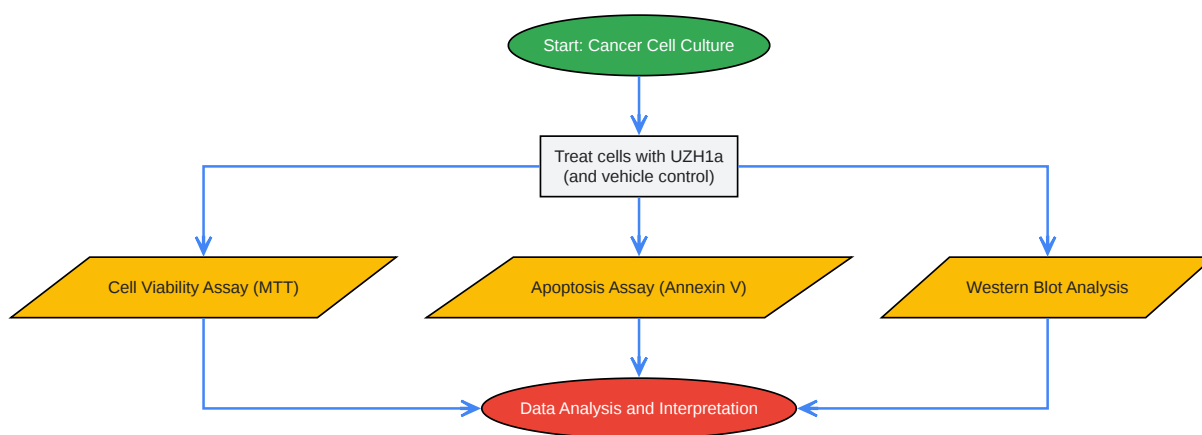 Start: Cancer Cell Culture
Treat cells with UZH1a
(and vehicle control)
Cell Viability Assay (MTT)
Apoptosis Assay (Annexin V)
Western Blot Analysis
Data Analysis and Interpretation